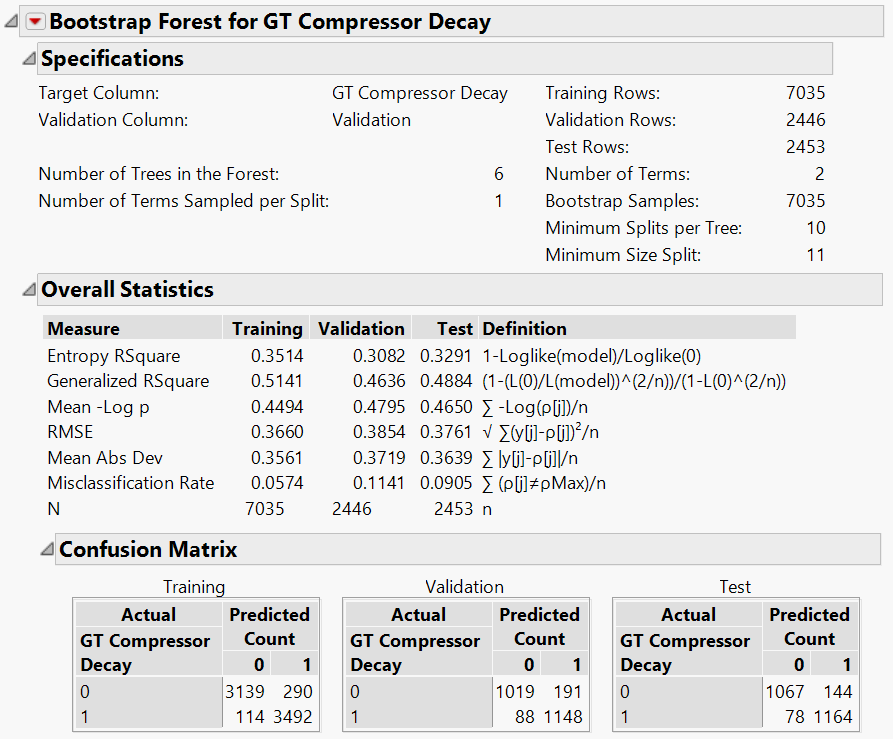 Bootstrap Forest for GT Compressor Decay
Specifications
Target Column: GT Compressor Decay Training Rows: 7035
Validation Column: Validation Validation Rows: 2446
Test Rows: 2453
Number of Trees in the Forest: 6 Number of Terms: 2
Number of Terms Sampled per Split: 1 Bootstrap Samples: 7035
Minimum Splits per Tree: 10
Minimum Size Split: 11
Overall Statistics
Measure Training Validation Test Definition
Entropy RSquare 0.3514 0.3082 0.3291 1-Loglike(model)/Loglike(0)
Generalized RSquare 0.5141 0.4636 0.4884 (1-(L(0)/L(model))^(2/n))/(1-L(0)^(2/n))
Mean -Log p 0.4494 0.4795 0.4650 ∑ -Log(ρ[j])/n
RMSE 0.3660 0.3854 0.3761 √ ∑(y[j]-ρ[j])²/n
Mean Abs Dev 0.3561 0.3719 0.3639 ∑ |y[j]-ρ[j]|/n
Misclassification Rate 0.0574 0.1141 0.0905 ∑ (ρ[j]≠ρMax)/n
N 7035 2446 2453 n
Confusion Matrix
Training Validation Test
Actual Predicted Actual Predicted Actual Predicted
GT Compressor Count GT Compressor Count GT Compressor Count
Decay 0 1 Decay 0 1 Decay 0 1
0 3139 290 0 1019 191 0 1067 144
1 114 3492 1 88 1148 1 78 1164